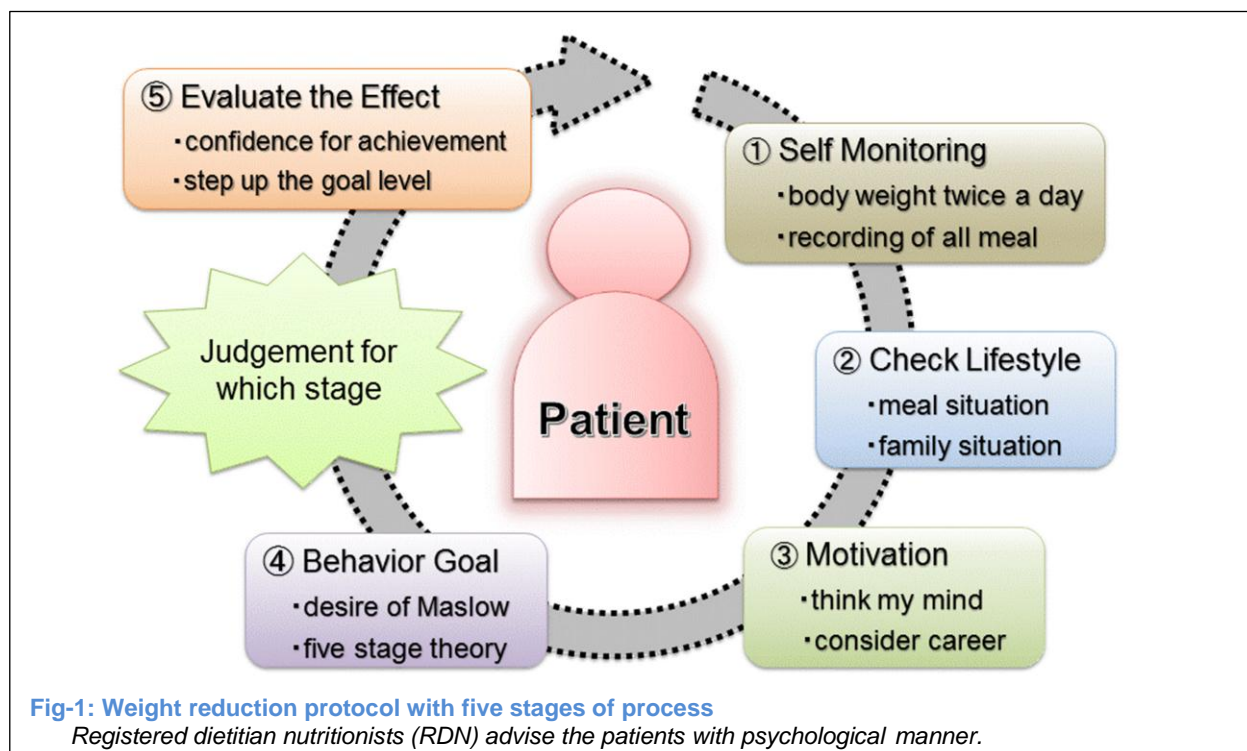 ⑤ Evaluate the Effect
・confidence for achievement
・step up the goal level
① Self Monitoring
・body weight twice a day
・recording of all meal
② Check Lifestyle
・meal situation
・family situation
③ Motivation
・think my mind
・consider career
④ Behavior Goal
・desire of Maslow
・five stage theory
Judgement for
which stage
Patient
Fig-1: Weight reduction protocol with five stages of process
Registered dietitian nutritionists (RDN) advise the patients with psychological manner.